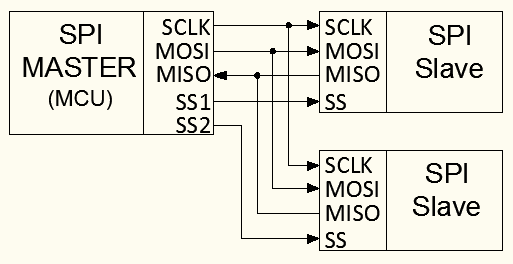 SPI
MASTER
(MCU)
SCLK
MOSI
MISO
SS1
SS2
SCLK
MOSI
MISO
SS
SPI
Slave
SCLK
MOSI
MISO
SS
SPI
Slave